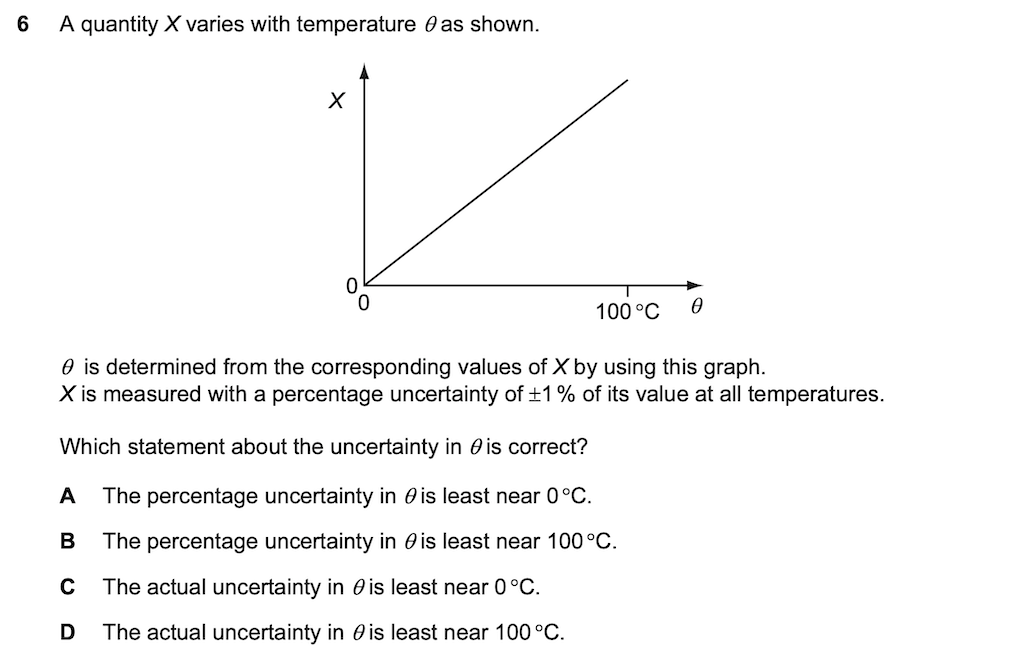 6 A quantity X varies with temperature θ as shown.
X
0
0
100 °C θ
θ is determined from the corresponding values of X by using this graph.
X is measured with a percentage uncertainty of ±1 % of its value at all temperatures.
Which statement about the uncertainty in θ is correct?
A The percentage uncertainty in θ is least near 0 °C.
B The percentage uncertainty in θ is least near 100 °C.
C The actual uncertainty in θ is least near 0 °C.
D The actual uncertainty in θ is least near 100 °C.